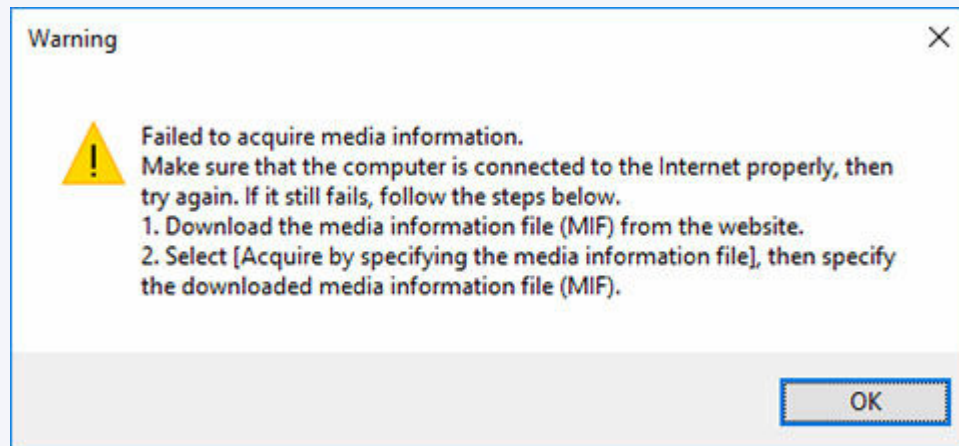 Warning
Failed to acquire media information.
Make sure that the computer is connected to the Internet properly, then
try again. If it still fails, follow the steps below.
1. Download the media information file (MIF) from the website.
2. Select [Acquire by specifying the media information file], then specify
the downloaded media information file (MIF).
OK